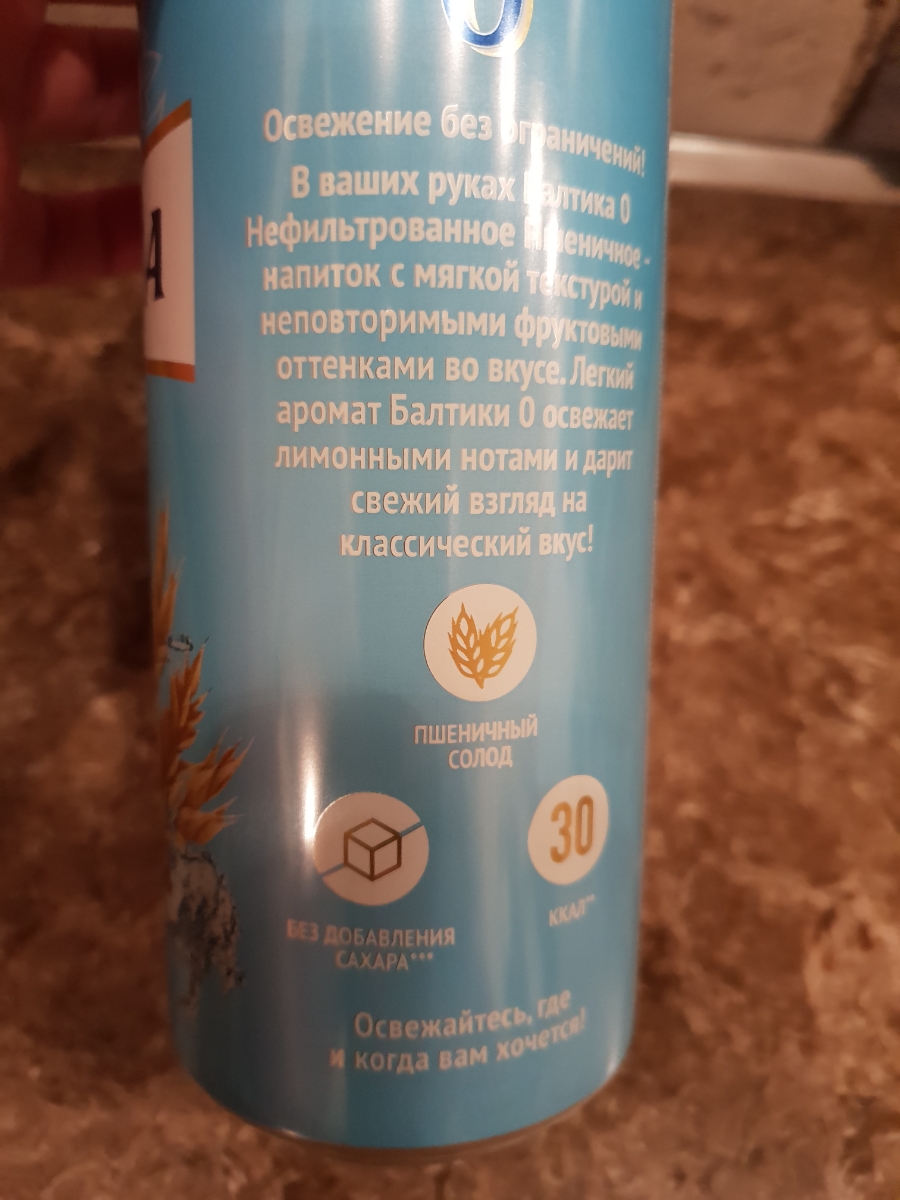 0
Освежение без ограничений!
В ваших руках Балтика 0
Нефильтрованное Пшеничное -
напиток с мягкой текстурой и
неповторимыми фруктовыми
оттенками во вкусе. Легкий
аромат Балтики 0 освежает
лимонными нотами и дарит
свежий взгляд на
классический вкус!
А
ПШЕНИЧНЫЙ
СОЛОД
30
ККАЛ**
БЕЗ ДОБАВЛЕНИЯ
САХАРА***
Освежайтесь, где
и когда вам хочется!